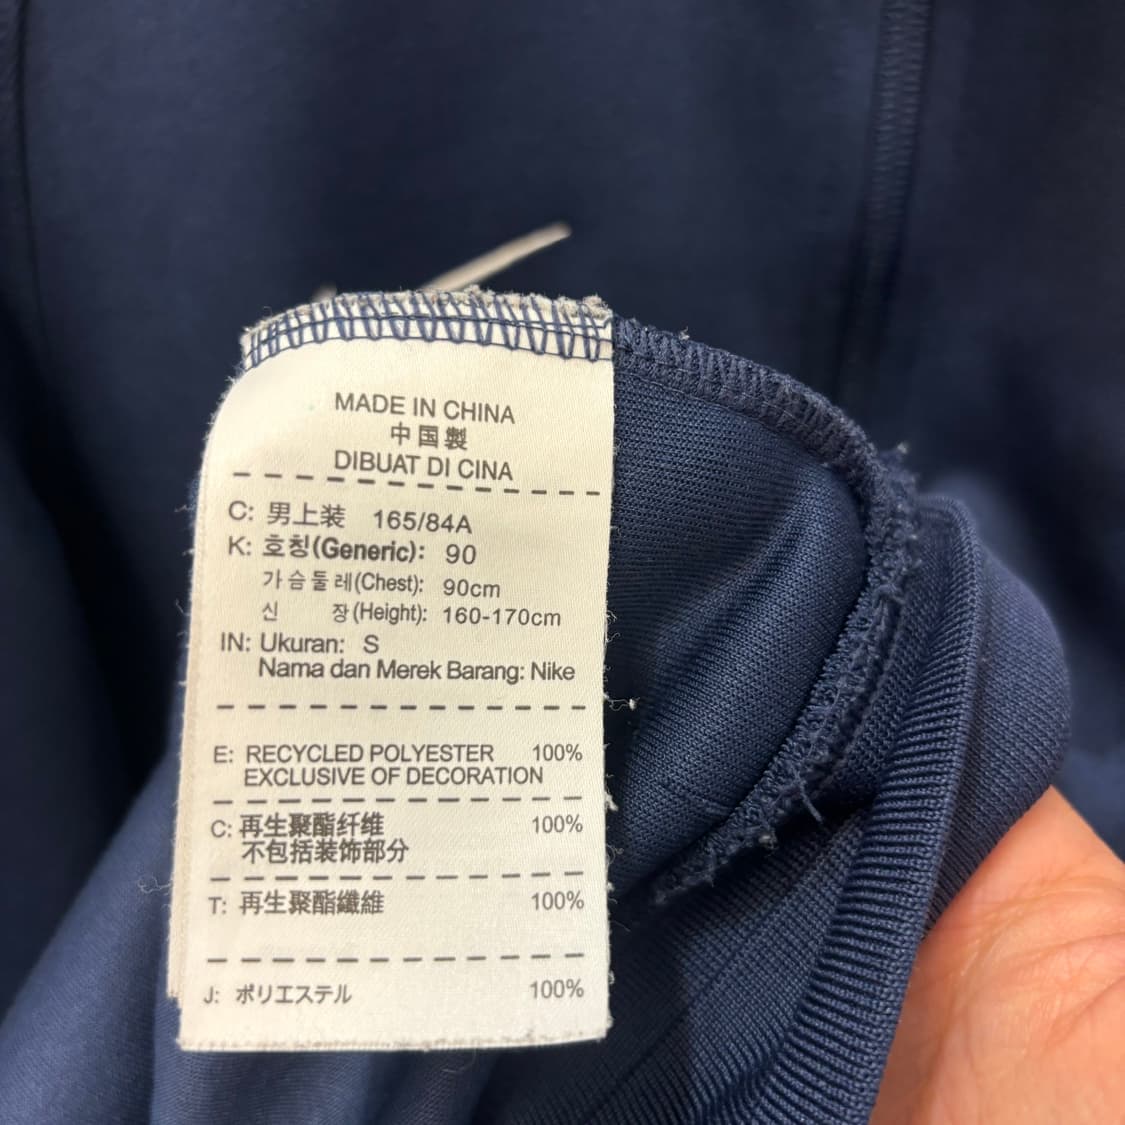 MADE IN CHINA
中国製
DIBUAT DI CINA
C: 男上装 165/84A
K: 호칭(Generic): 90
가슴둘레(Chest): 90cm
신 장(Height): 160-170cm
IN: Ukuran: S
Nama dan Merek Barang: Nike
E: RECYCLED POLYESTER 100%
EXCLUSIVE OF DECORATION
C: 再生聚酯纤维 100%
不包括装饰部分
T: 再生聚酯纖維 100%
J: ポリエステル 100%